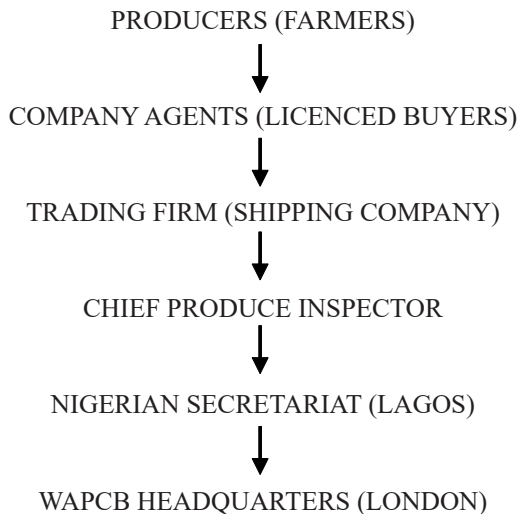 PRODUCERS (FARMERS)
COMPANY AGENTS (LICENCED BUYERS)
TRADING FIRM (SHIPPING COMPANY)
CHIEF PRODUCE INSPECTOR
NIGERIAN SECRETARIAT (LAGOS)
WAPCB HEADQUARTERS (LONDON)